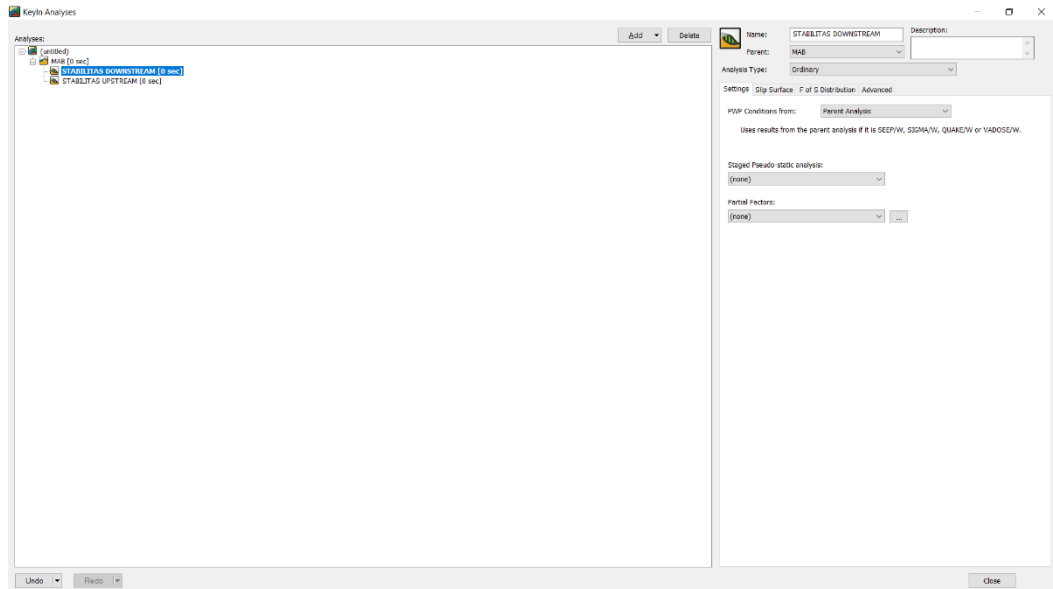 KeyIn Analyses
Analyses:
Add
Delete
(untitled)
MAB [0 sec]
STABILITAS DOWNSTREAM [0 sec]
STABILITAS UPSTREAM [0 sec]
Name:
STABILITAS DOWNSTREAM
Description:
Parent:
MAB
Analysis Type:
Ordinary
Settings Slip Surface F of S Distribution Advanced
PWP Conditions from:
Parent Analysis
Uses results from the parent analysis if it is SEEP/W, SIGMA/W, QUAKE/W or VADOSE/W.
Staged Pseudo-static analysis:
(none)
Partial Factors:
(none)
...
Undo
Redo
Close